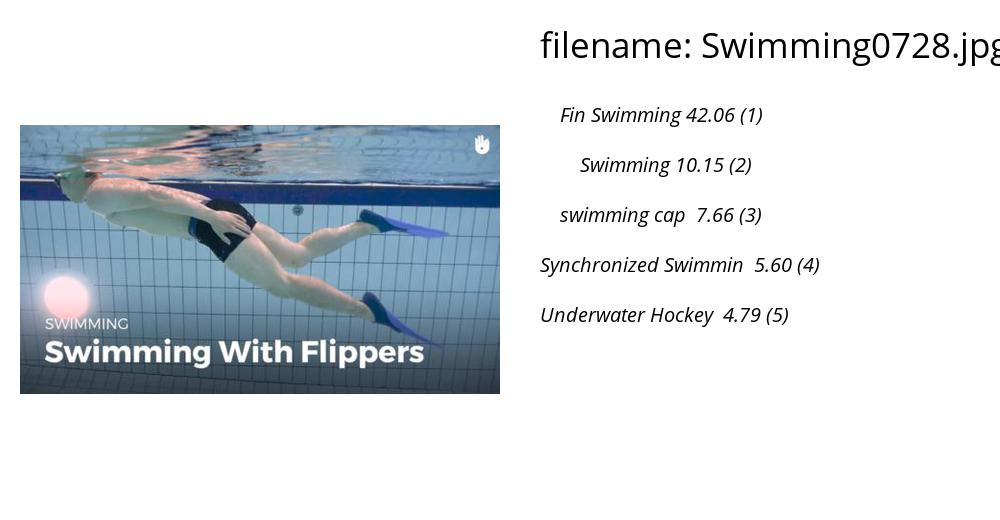 filename: Swimming0728.jpg
Fin Swimming 42.06 (1)
Swimming 10.15 (2)
swimming cap 7.66 (3)
Synchronized Swimmin 5.60 (4)
Underwater Hockey 4.79 (5)
SWIMMING
Swimming With Flippers